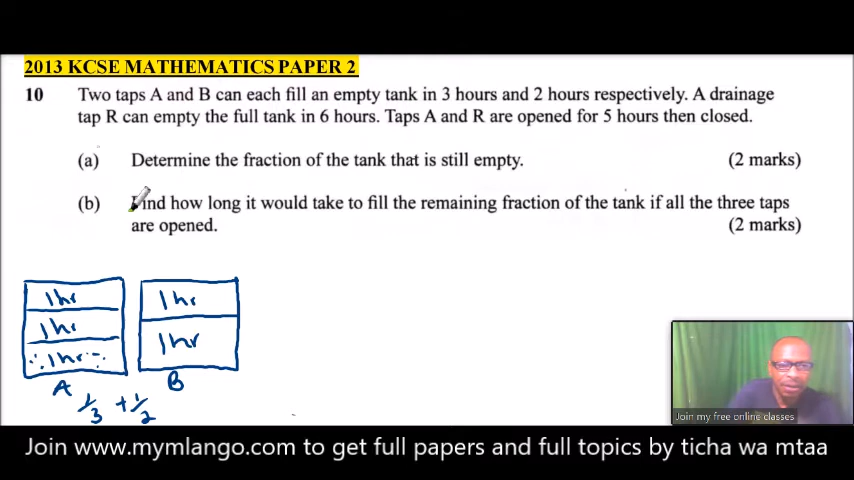 2013 KCSE MATHEMATICS PAPER 2
10 Two taps A and B can each fill an empty tank in 3 hours and 2 hours respectively. A drainage
tap R can empty the full tank in 6 hours. Taps A and R are opened for 5 hours then closed.
(a) Determine the fraction of the tank that is still empty. (2 marks)
(b) Find how long it would take to fill the remaining fraction of the tank if all the three taps
are opened. (2 marks)
1hr 1hr
1hr
1hr 1hr
A B
1/3 + 1/2
Join my free online classes
Join www.mymlango.com to get full papers and full topics by ticha wa mtaa